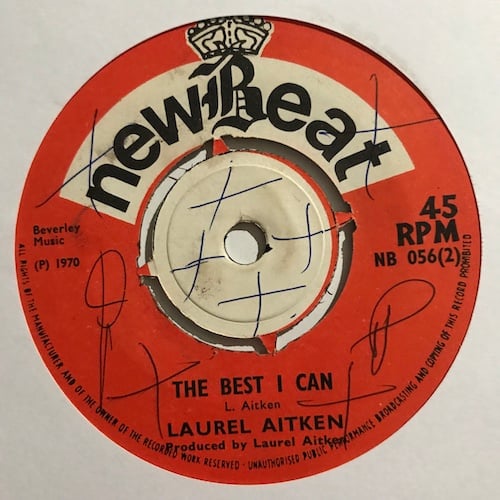 newBeat
Beverley
Music
(P) 1970
45
RPM
NB 056(2)
THE BEST I CAN
L. Aitken
LAUREL AITKEN
Produced by Laurel Aitken
ALL RIGHTS OF THE MANUFACTURER AND OF THE OWNER OF THE RECORDED WORK RESERVED - UNAUTHORISED PUBLIC PERFORMANCE BROADCASTING AND COPYING OF THIS RECORD PROHIBITED